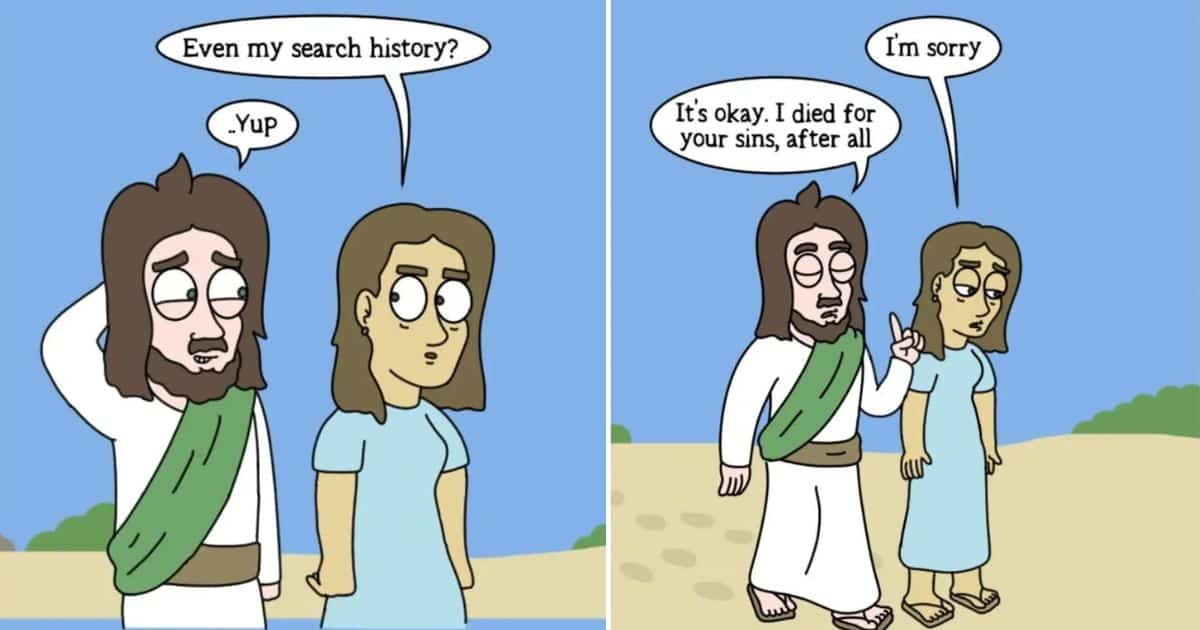 Even my search history?
..Yup
I'm sorry
It's okay. I died for
your sins, after all